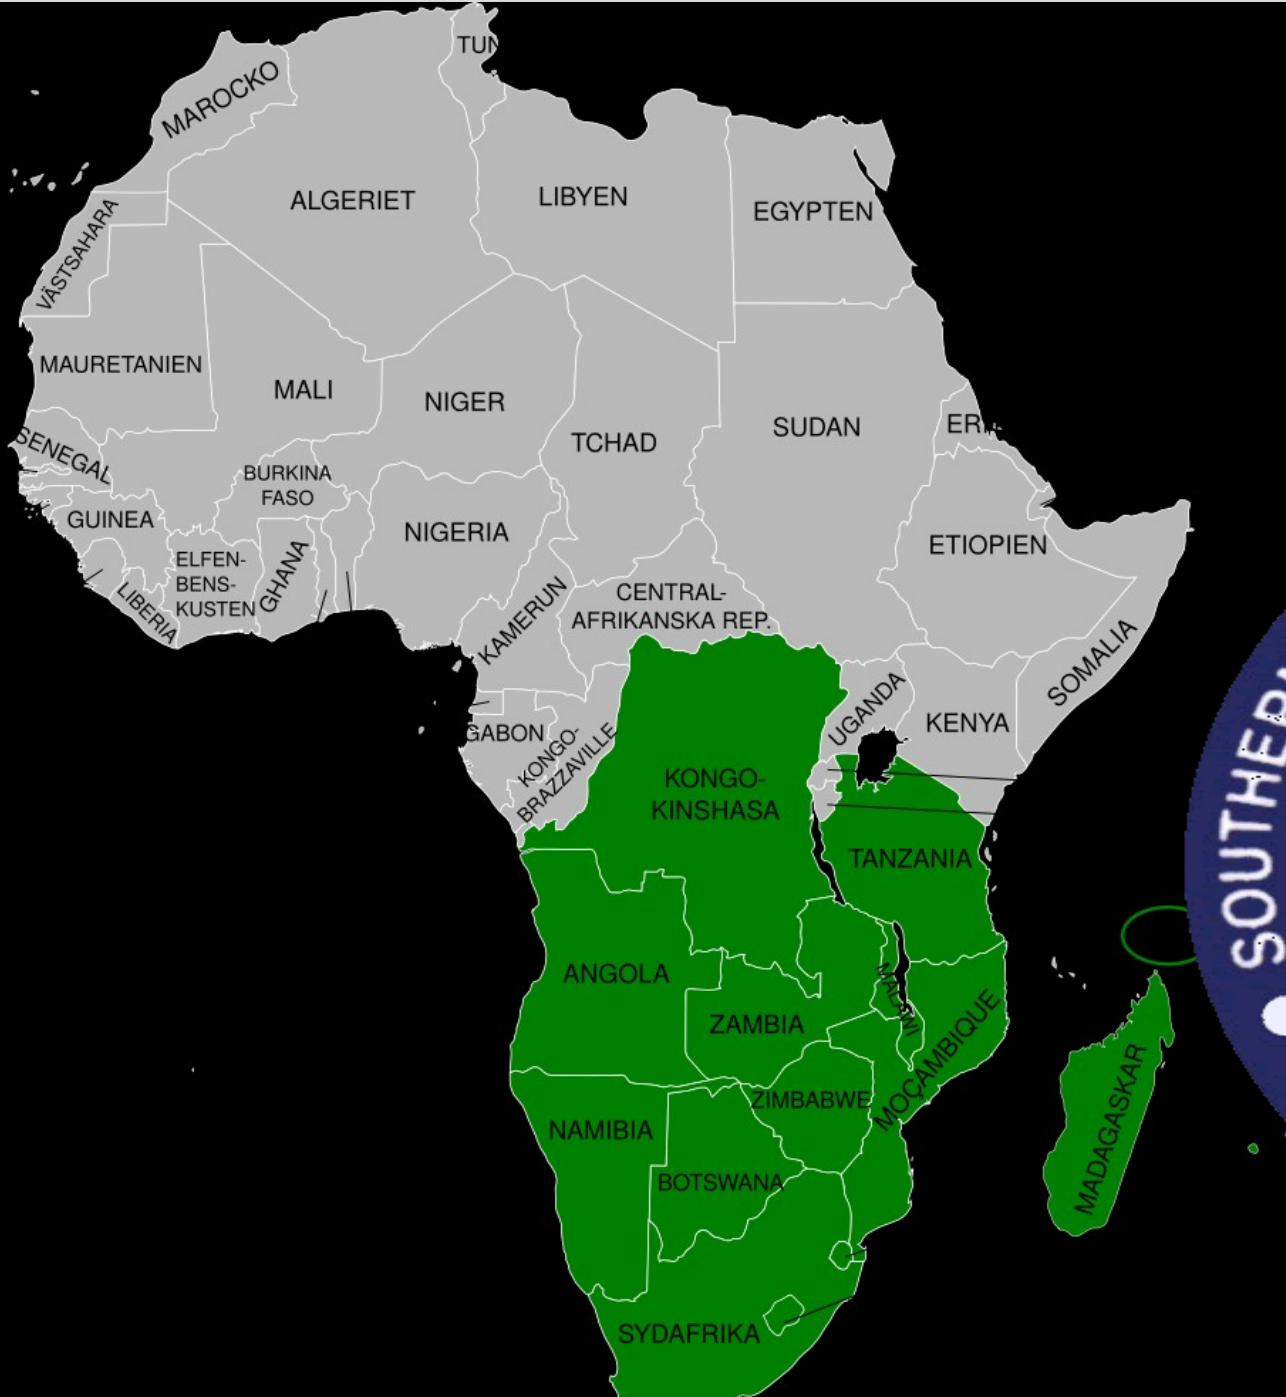 TUN
MAROCKO
ALGERIET
LIBYEN
EGYPTEN
VÄSTSAHARA
MAURETANIEN
MALI
NIGER
TCHAD
SUDAN
SENEGAL
BURKINA
FASO
GUINEA
NIGERIA
ETIOPIEN
ELFEN-
BENS-
KUSTEN
GHANA
LIBERIA
KAMERUN
CENTRAL-
AFRIKANSKA REP.
SOMALIA
UGANDA
KENYA
GABON
KONGO-
BRAZZAVILLE
KONGO-
KINSHASA
TANZANIA
ANGOLA
MALAWI
ZAMBIA
MOÇAMBIQUE
ZIMBABWE
NAMIBIA
BOTSWANA
MADAGASKAR
SYDAFRIKA
SOUTHER